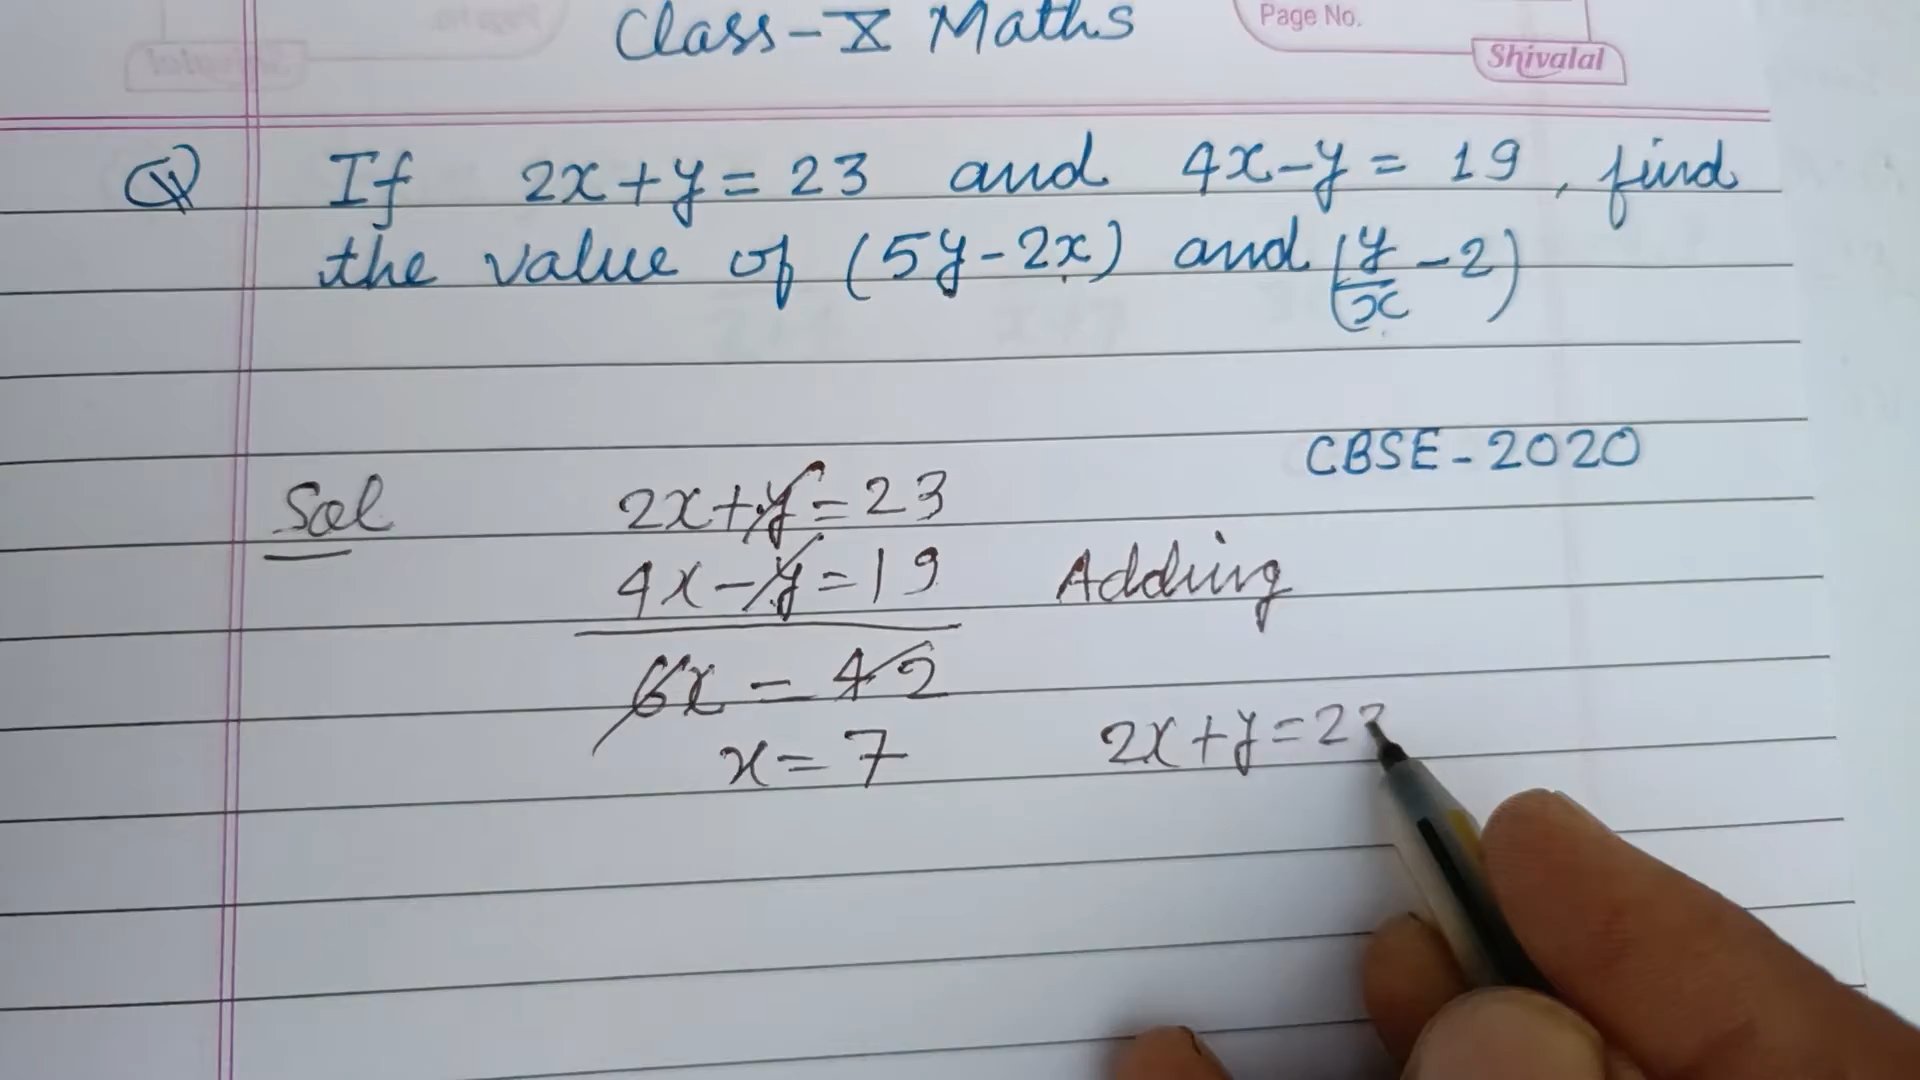 Class-X Maths
Page No.
Shivalal
Q If 2x+y=23 and 4x-y=19, find
the value of (5y-2x) and (y/x -2)
CBSE-2020
Sol 2x+y=23
4x-y=19 Adding
6x=42
x=7 2x+y=23